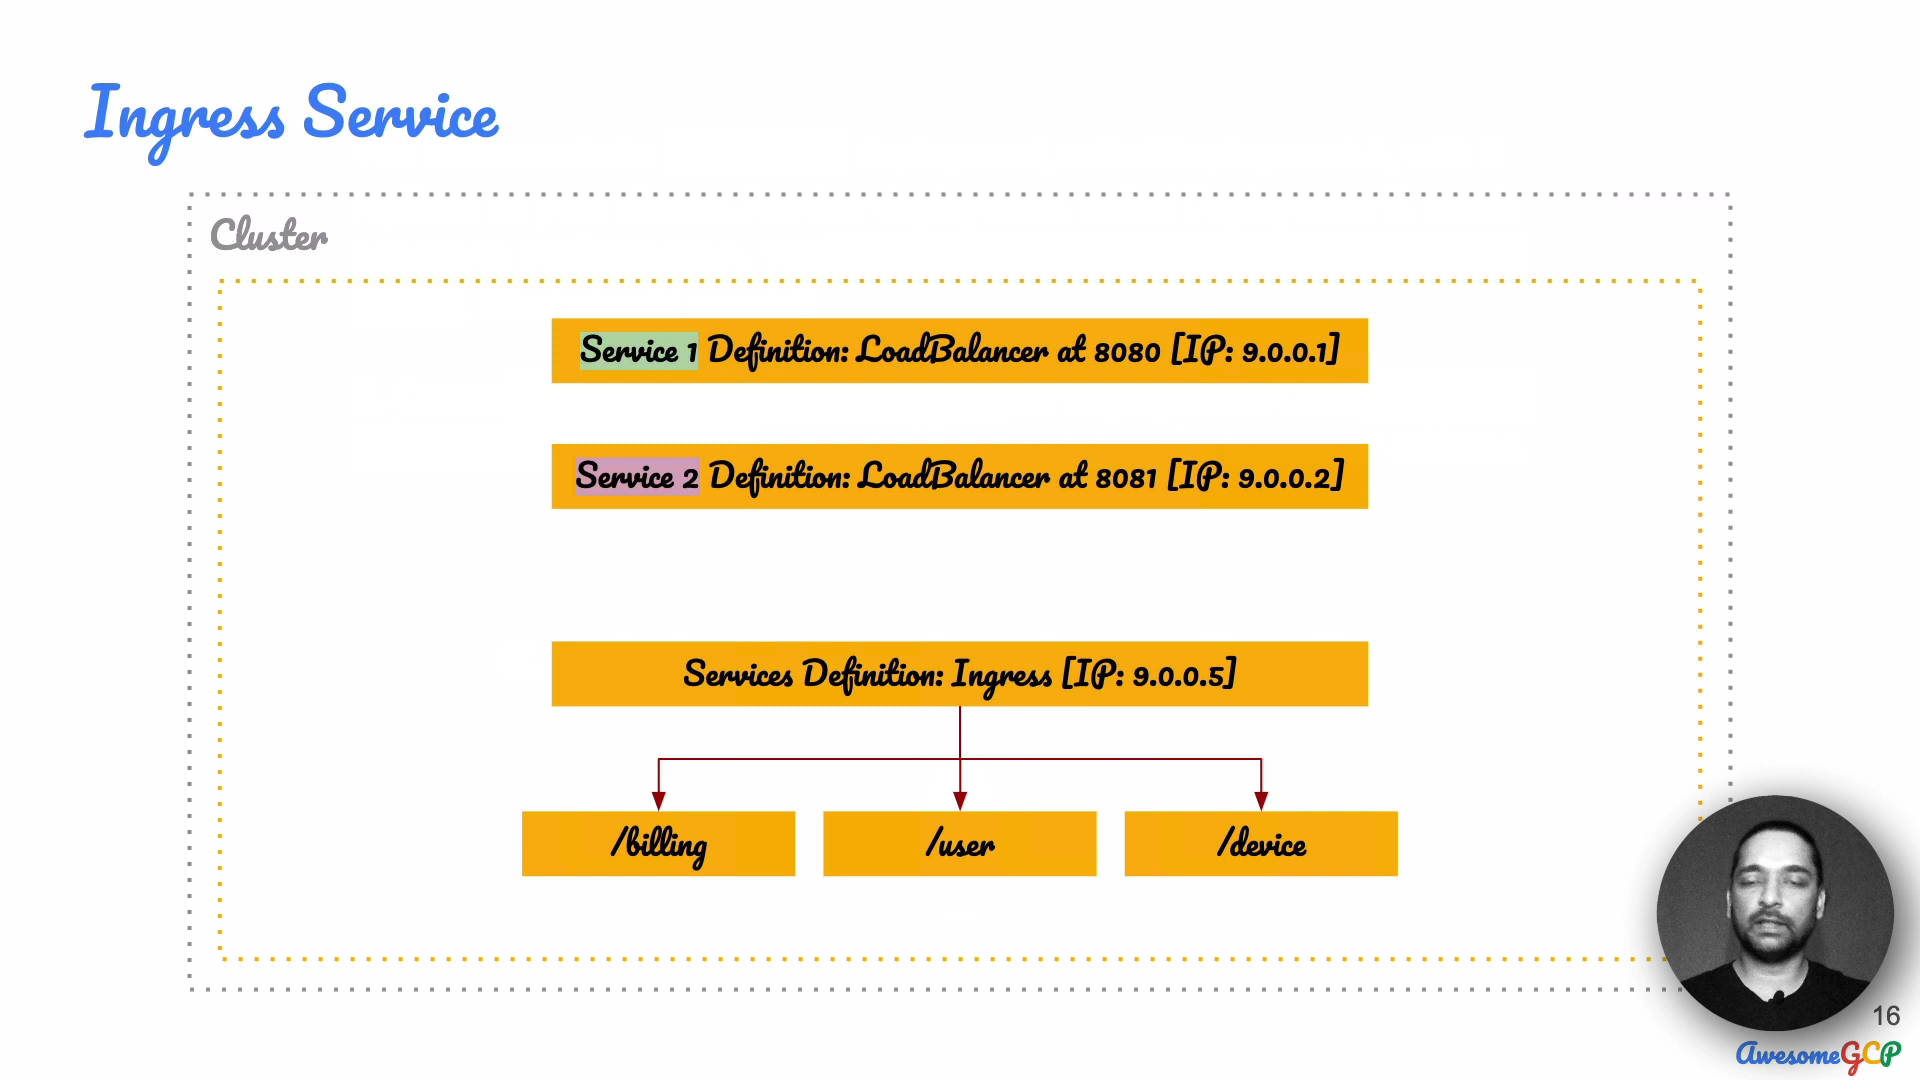 Ingress Service
Cluster
Service 1 Definition: LoadBalancer at 8080 [IP: 9.0.0.1]
Service 2 Definition: LoadBalancer at 8081 [IP: 9.0.0.2]
Services Definition: Ingress [IP: 9.0.0.5]
/billing
/user
/device
16
AwesomeGCP